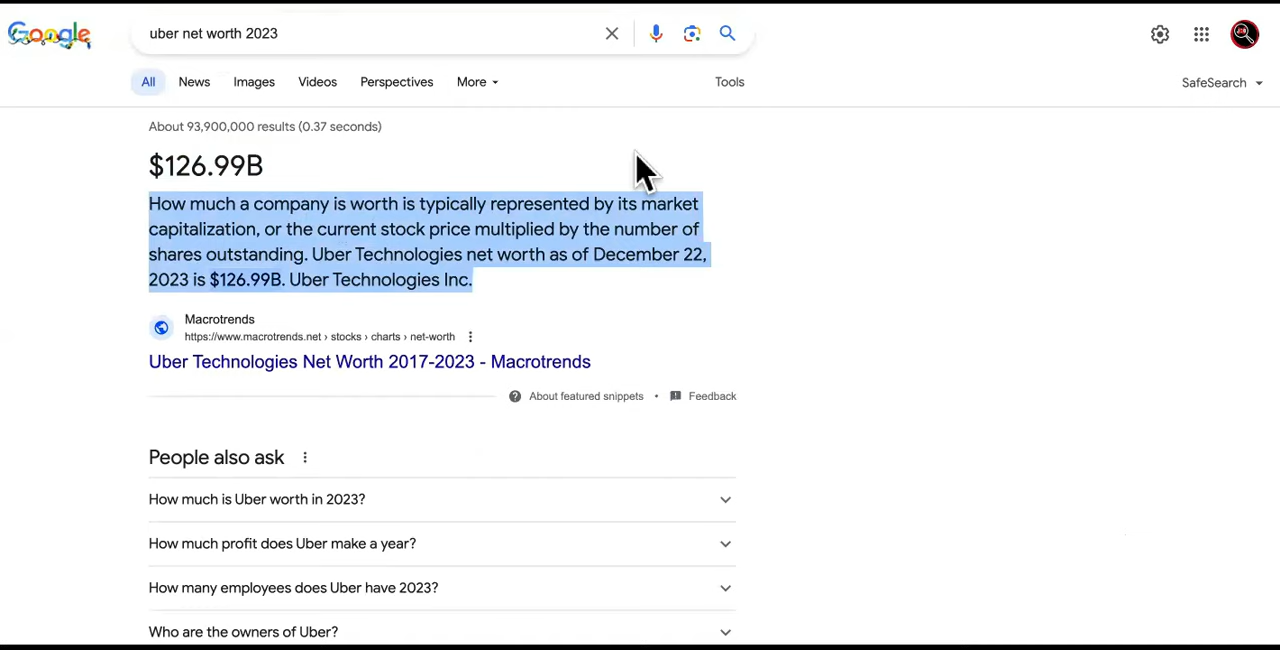 Google
uber net worth 2023
All News Images Videos Perspectives More Tools SafeSearch
About 93,900,000 results (0.37 seconds)
$126.99B
How much a company is worth is typically represented by its market
capitalization, or the current stock price multiplied by the number of
shares outstanding. Uber Technologies net worth as of December 22,
2023 is $126.99B. Uber Technologies Inc.
Macrotrends
https://www.macrotrends.net › stocks › charts › net-worth
Uber Technologies Net Worth 2017-2023 - Macrotrends
About featured snippets • Feedback
People also ask
How much is Uber worth in 2023?
How much profit does Uber make a year?
How many employees does Uber have 2023?
Who are the owners of Uber?